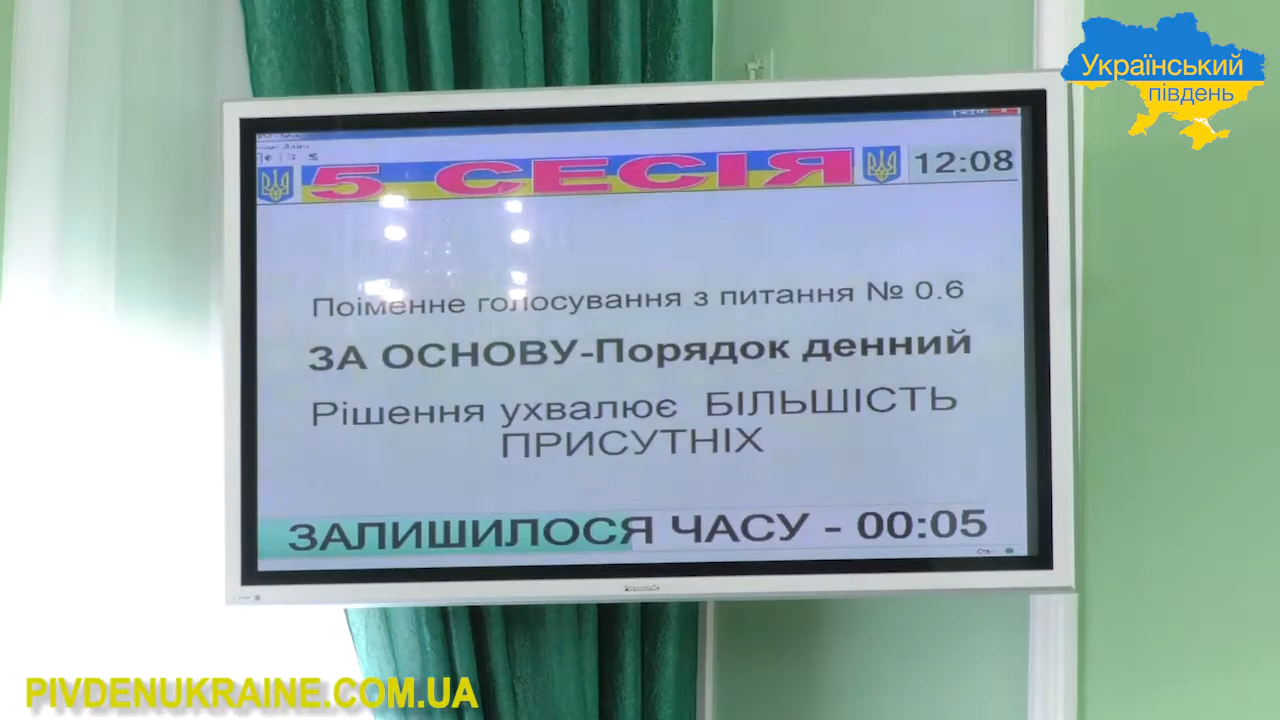 Український
південь
5 СЕСІЯ
12:08
Поіменне голосування з питання № 0.6
ЗА ОСНОВУ-Порядок денний
Рішення ухвалює БІЛЬШІСТЬ
ПРИСУТНІХ
ЗАЛИШИЛОСЯ ЧАСУ - 00:05
PIVDENUKRAINE.COM.UA